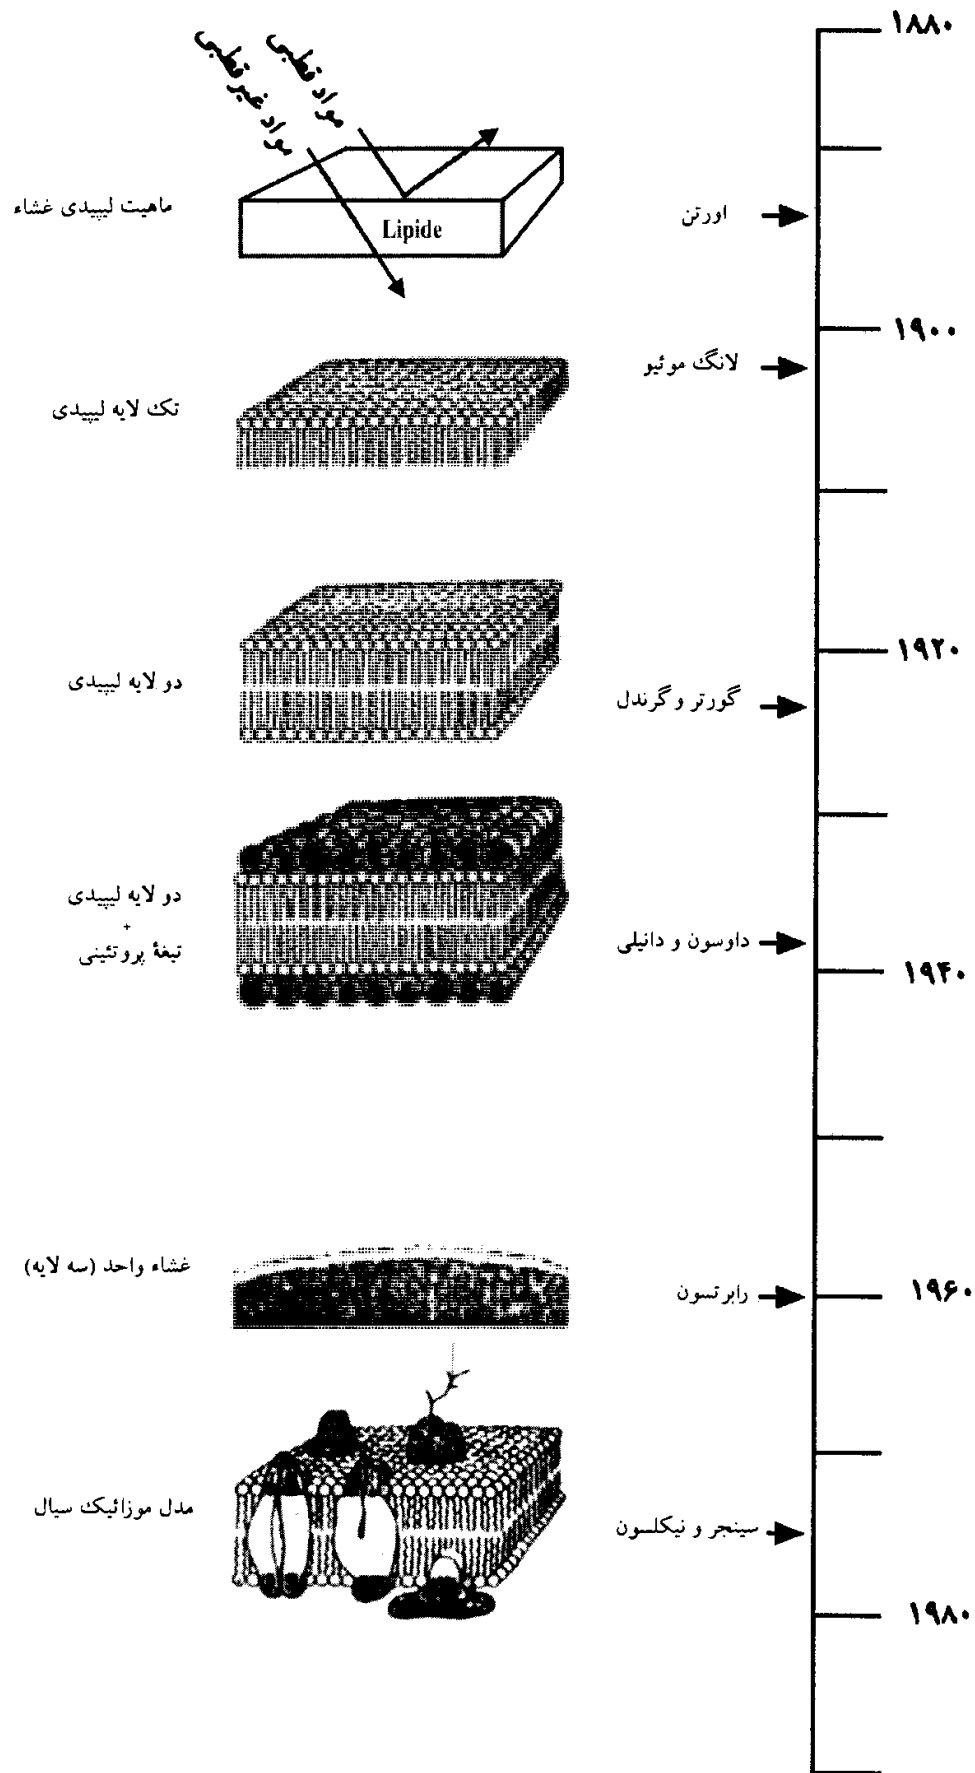 ۱۸۸۰
مواد قطبی
مواد غیرقطبی
Lipide
ماهیت لیپیدی غشاء
اورتن
۱۹۰۰
لانگ موئیو
تک لایه لیپیدی
۱۹۲۰
گورتر و گرندل
دو لایه لیپیدی
داوسون و دانیلی
دو لایه لیپیدی
+
تیغهٔ پروتئینی
۱۹۴۰
رابرتسون
۱۹۶۰
غشاء واحد (سه لایه)
سینجر و نیکلسون
مدل موزائیک سیال
۱۹۸۰